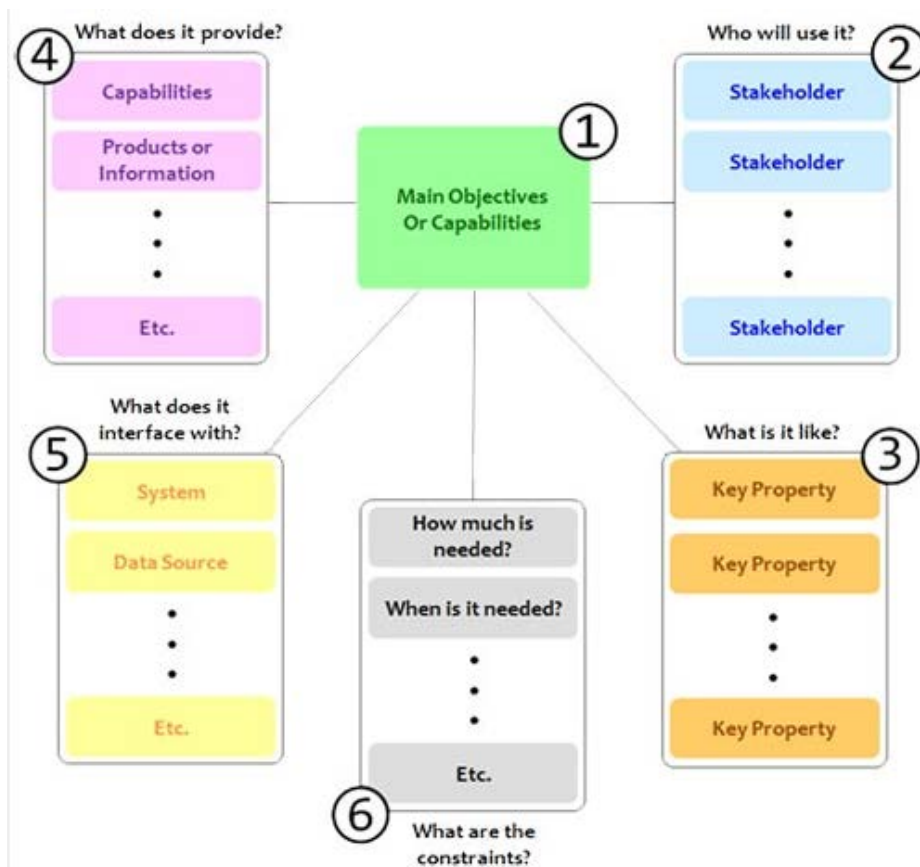 What does it provide?
4
Capabilities
Products or
Information
Etc.
1
Main Objectives
Or Capabilities
Who will use it?
2
Stakeholder
Stakeholder
Stakeholder
What does it
interface with?
5
System
Data Source
Etc.
How much is
needed?
When is it needed?
Etc.
6
What are the
constraints?
What is it like?
3
Key Property
Key Property
Key Property